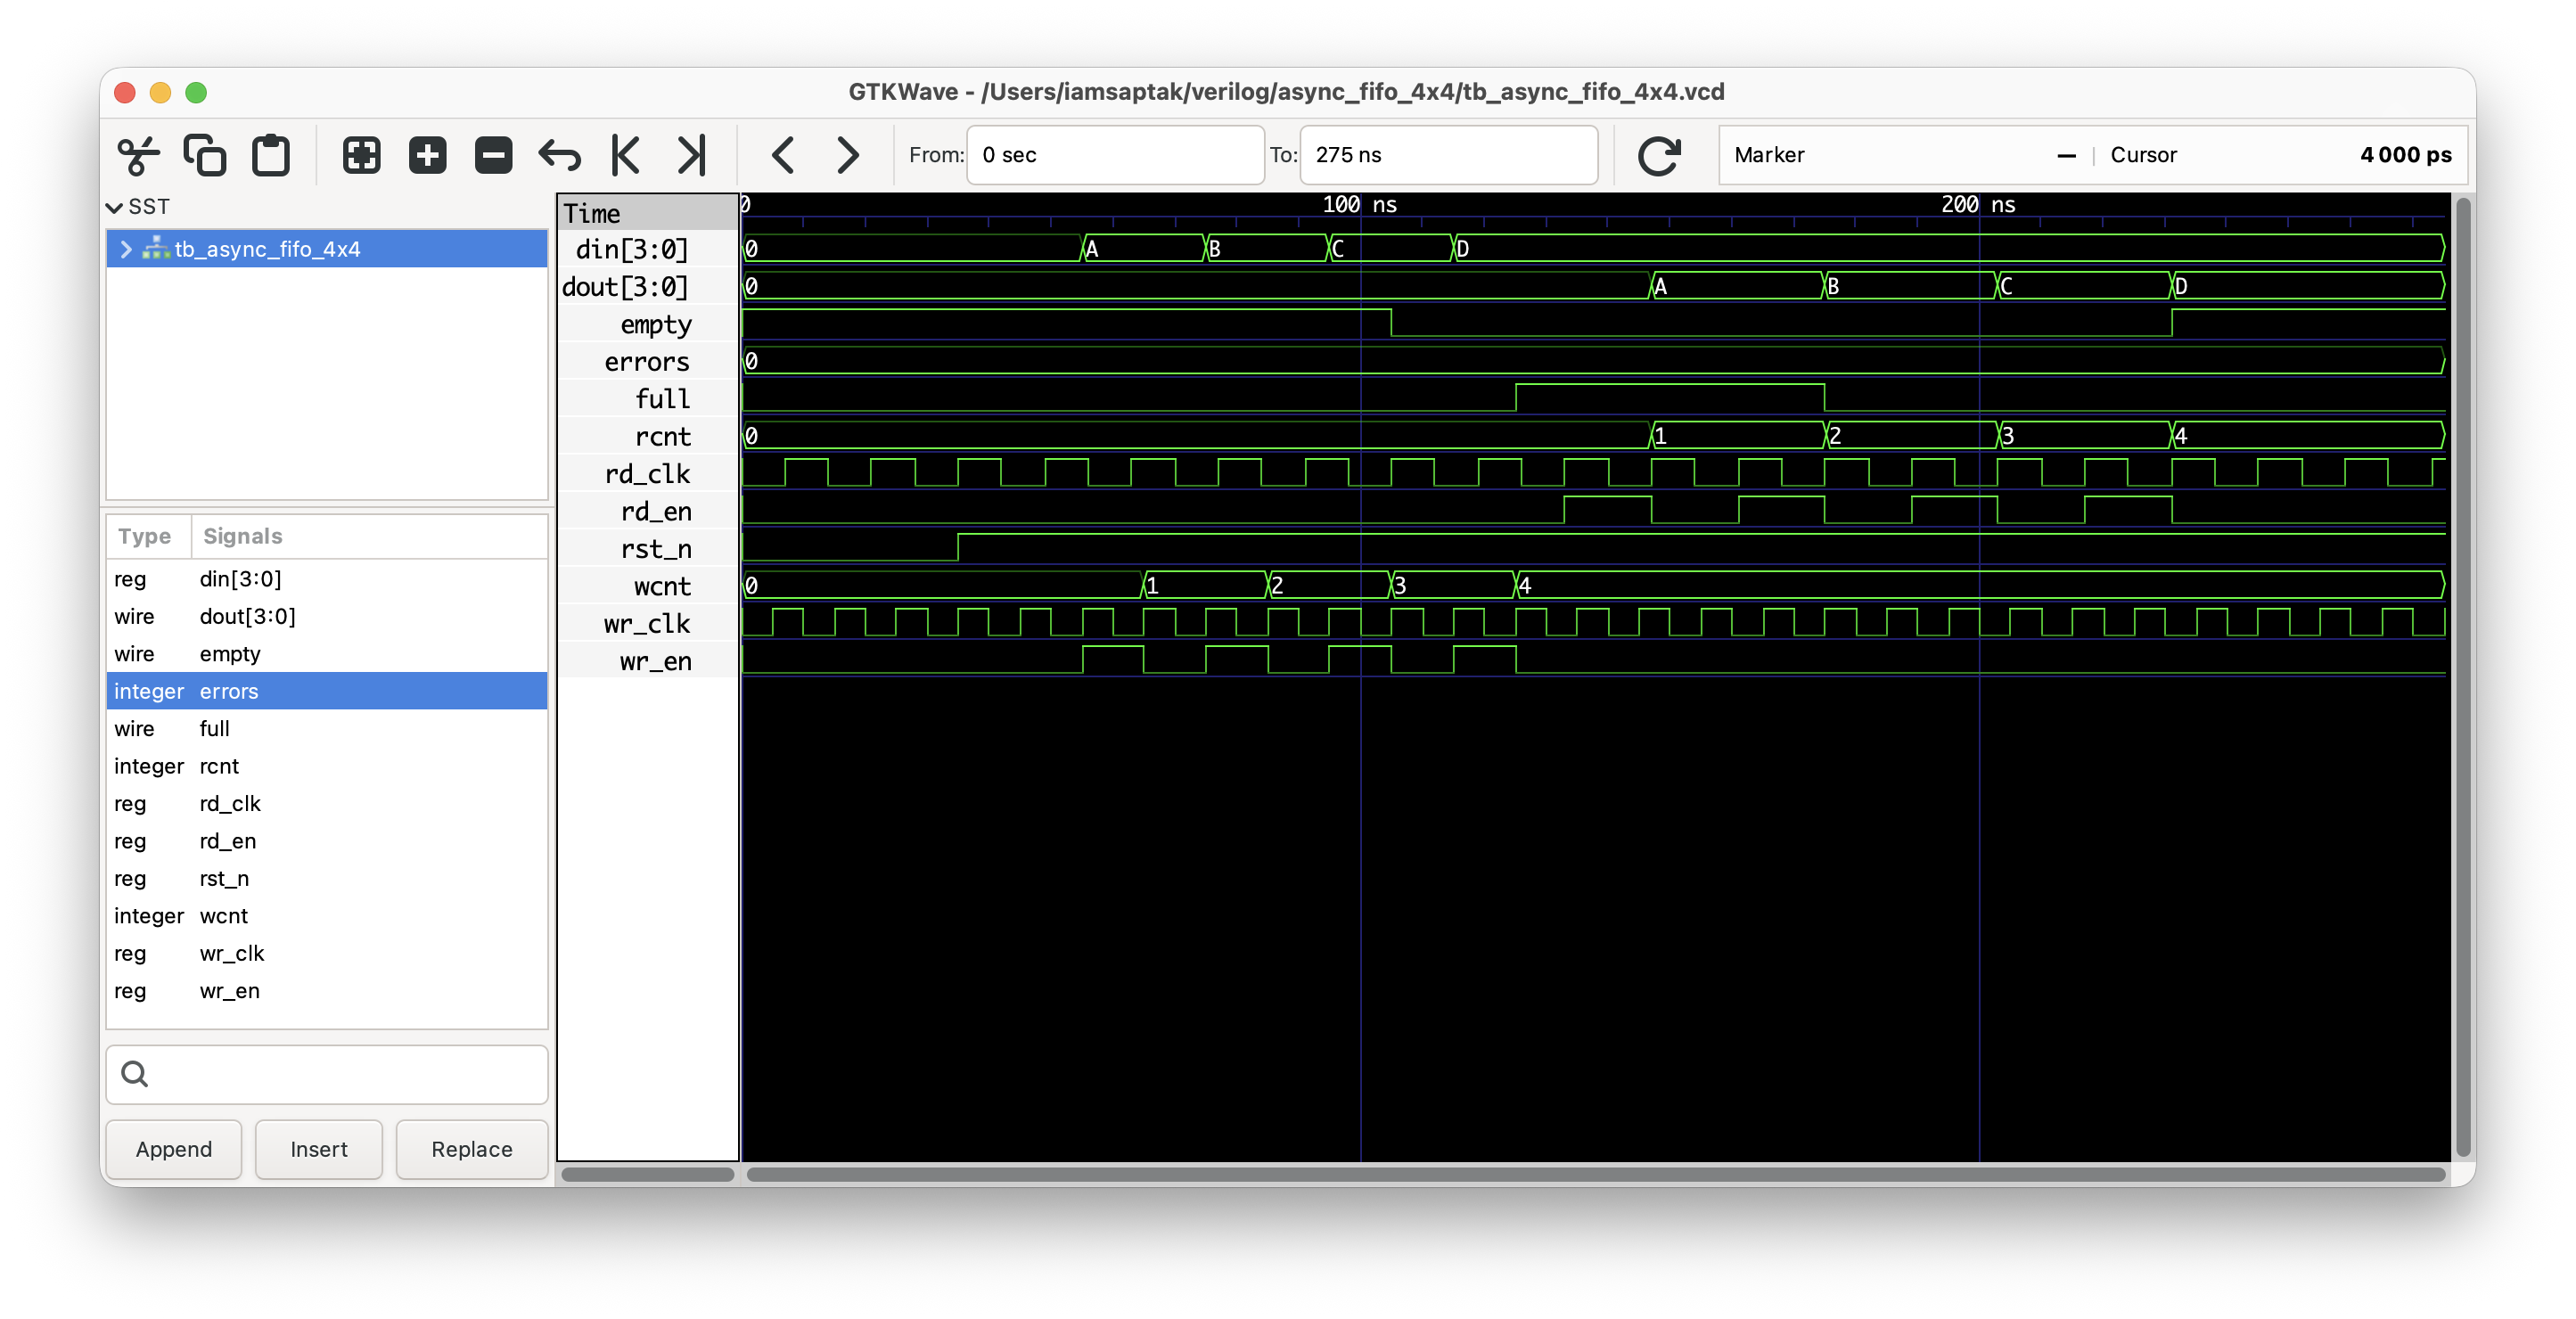 GTKWave - /Users/iamsaptak/verilog/async_fifo_4x4/tb_async_fifo_4x4.vcd
From: 0 sec To: 275 ns Marker — | Cursor 4 000 ps
SST
tb_async_fifo_4x4
Type Signals
reg din[3:0]
wire dout[3:0]
wire empty
integer errors
wire full
integer rcnt
reg rd_clk
reg rd_en
reg rst_n
integer wcnt
reg wr_clk
reg wr_en
Append Insert Replace
Time 0 100 ns 200 ns
din[3:0] 0 A B C D
dout[3:0] 0 A B C D
empty
errors 0
full
rcnt 0 1 2 3 4
rd_clk
rd_en
rst_n
wcnt 0 1 2 3 4
wr_clk
wr_en